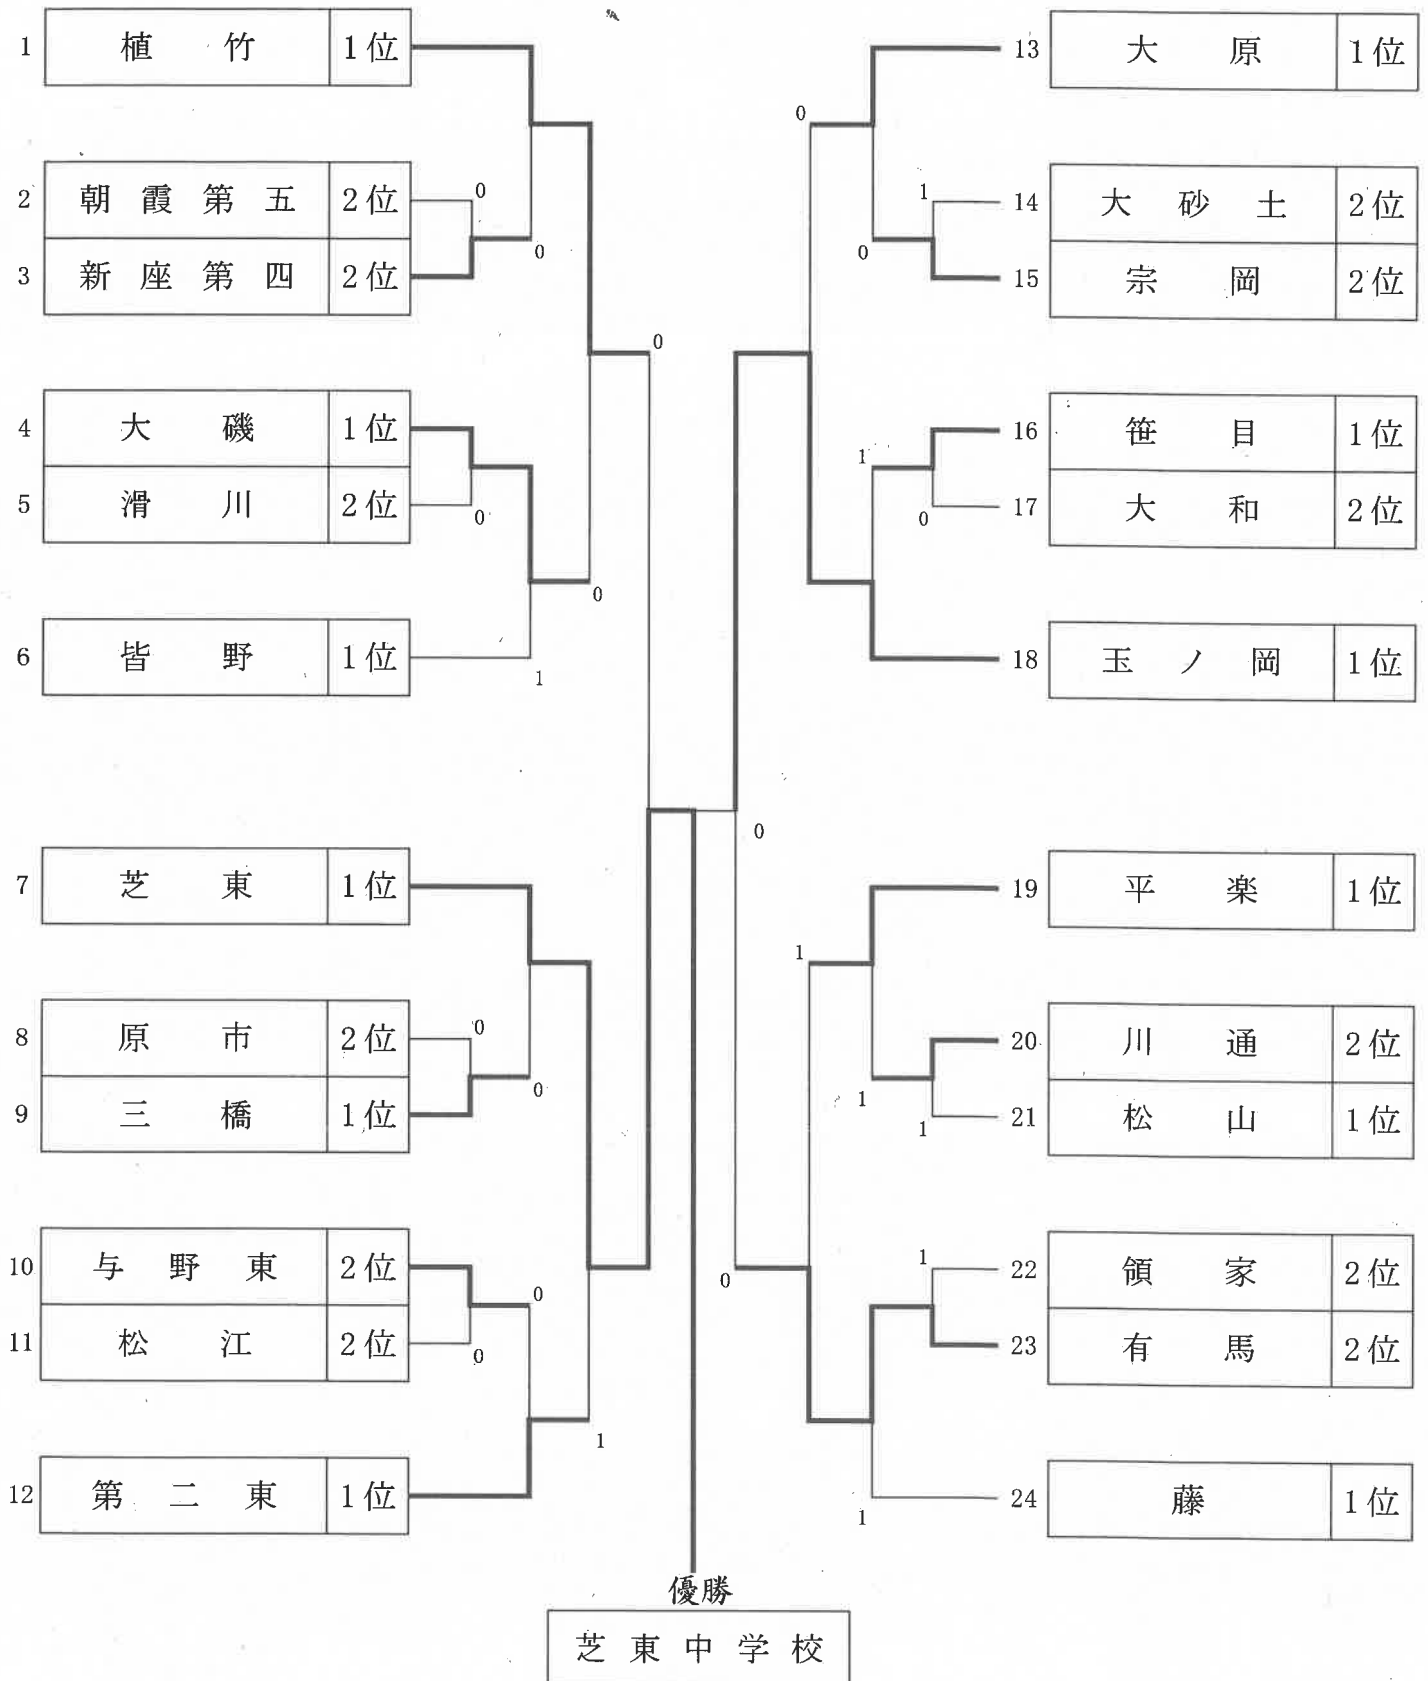 1 植竹 1位
0
2 朝霞第五 2位
3 新座第四 2位
0
0
4 大磯 1位
5 滑川 2位
0
0
6 皆野 1位
1
7 芝東 1位
8 原市 2位
0
9 三橋 1位
0
10 与野東 2位
0
11 松江 2位
0
1
12 第二東 1位
13 大原 1位
0
1
14 大砂土 2位
0
15 宗岡 2位
16 笹目 1位
1
17 大和 2位
0
18 玉ノ岡 1位
0
19 平楽 1位
1
20 川通 2位
1
21 松山 1位
1
22 領家 2位
1
0
23 有馬 2位
24 藤 1位
1
優勝
芝東中学校